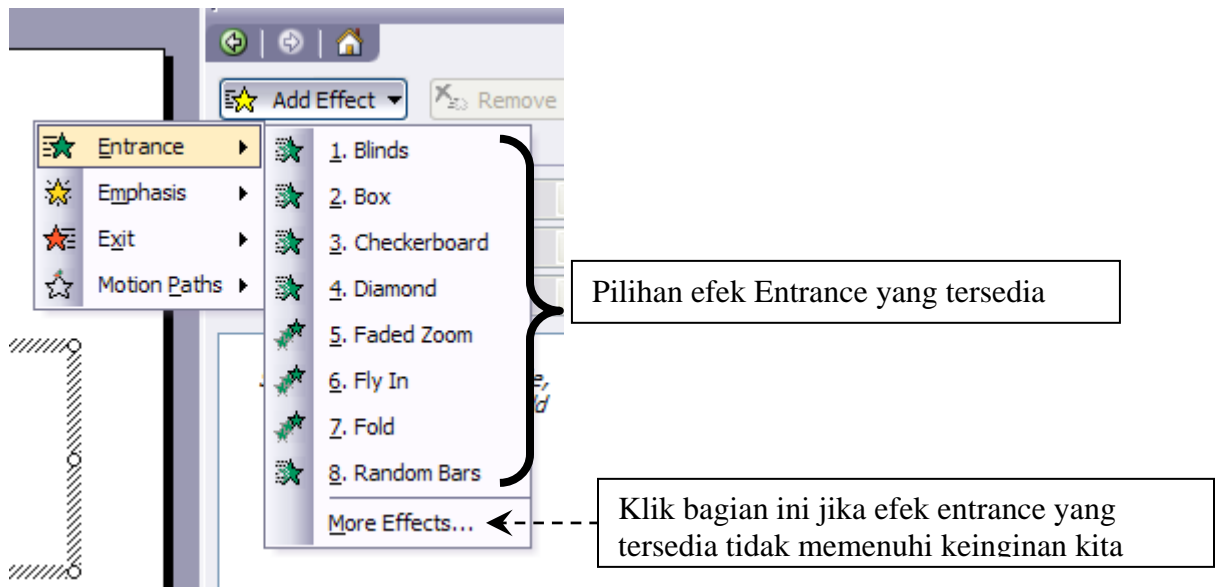 Add Effect
Remove
Entrance
Emphasis
Exit
Motion Paths
1. Blinds
2. Box
3. Checkerboard
4. Diamond
5. Faded Zoom
6. Fly In
7. Fold
8. Random Bars
More Effects...
Pilihan efek Entrance yang tersedia
Klik bagian ini jika efek entrance yang
tersedia tidak memenuhi keinginan kita